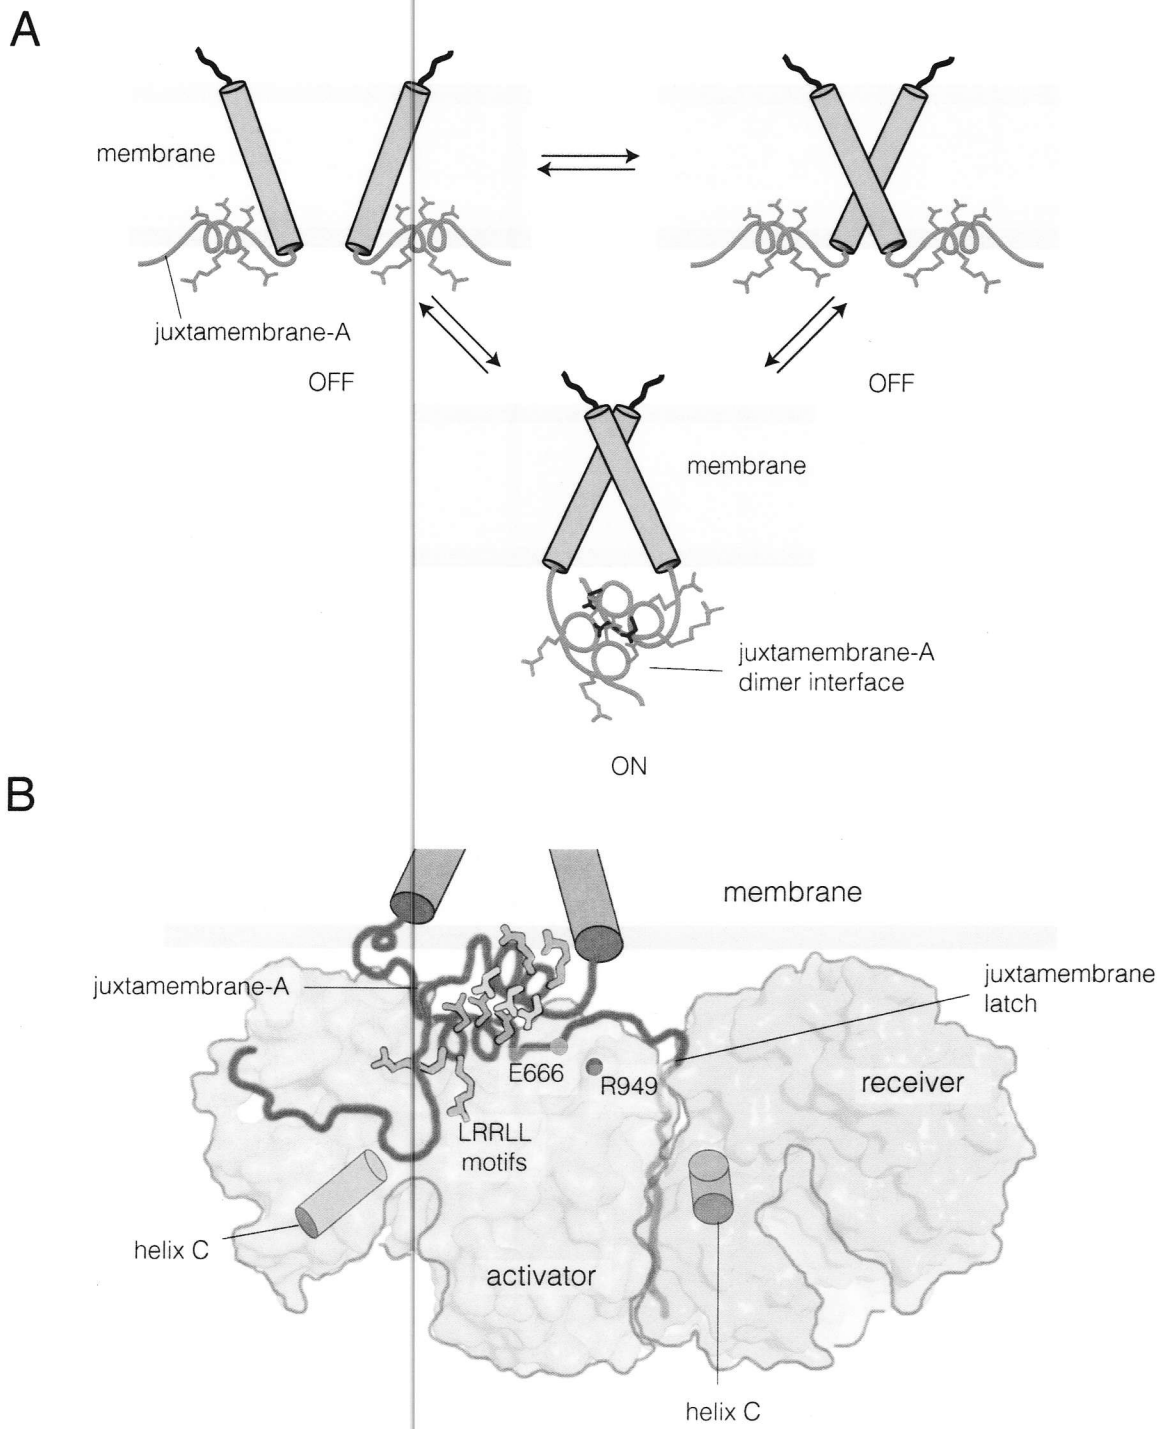 A
membrane
juxtamembrane-A
OFF
OFF
membrane
juxtamembrane-A
dimer interface
ON
B
membrane
juxtamembrane-A
juxtamembrane
latch
E666
R949
receiver
LRRLL
motifs
helix C
activator
helix C